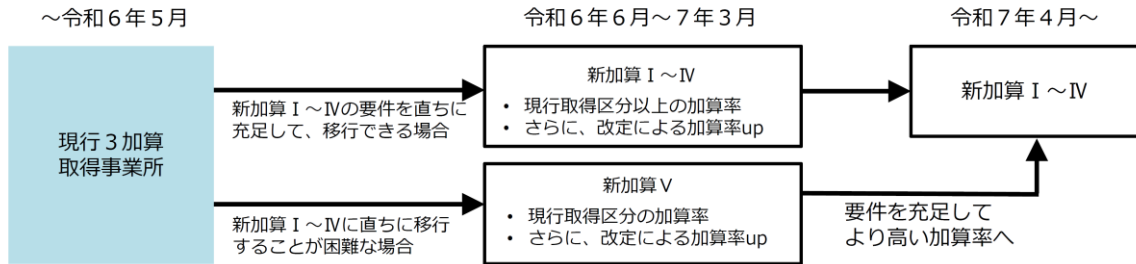 ～令和６年５月
令和６年６月～７年３月
令和７年４月～
現行３加算
取得事業所
新加算Ⅰ～Ⅳの要件を直ちに
充足して、移行できる場合
新加算Ⅰ～Ⅳ
• 現行取得区分以上の加算率
• さらに、改定による加算率up
新加算Ⅰ～Ⅳ
新加算Ⅰ～Ⅳに直ちに移行
することが困難な場合
新加算Ⅴ
• 現行取得区分の加算率
• さらに、改定による加算率up
要件を充足して
より高い加算率へ